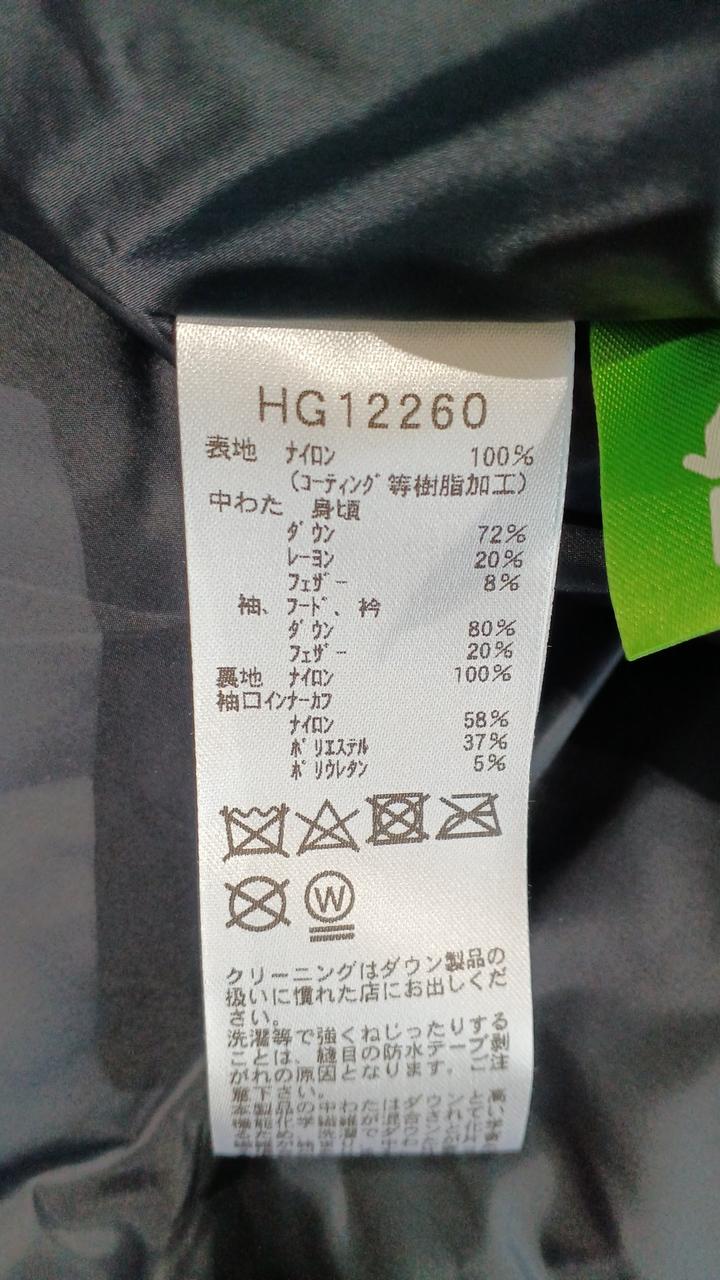 HG12260
表地 ナイロン 100%
(コーティング等樹脂加工)
中わた 身頃
ダウン 72%
レーヨン 20%
フェザー 8%
袖、フード、衿
ダウン 80%
フェザー 20%
裏地 ナイロン 100%
袖口インナーカフ
ナイロン 58%
ポリエステル 37%
ポリウレタン 5%
W
クリーニングはダウン製品の
扱いに慣れた店にお出しくだ
さい。
洗濯等で強くねじったりする
ことは、縫目の防水テープ剥
がれの原因となります。ご注
意下さい。